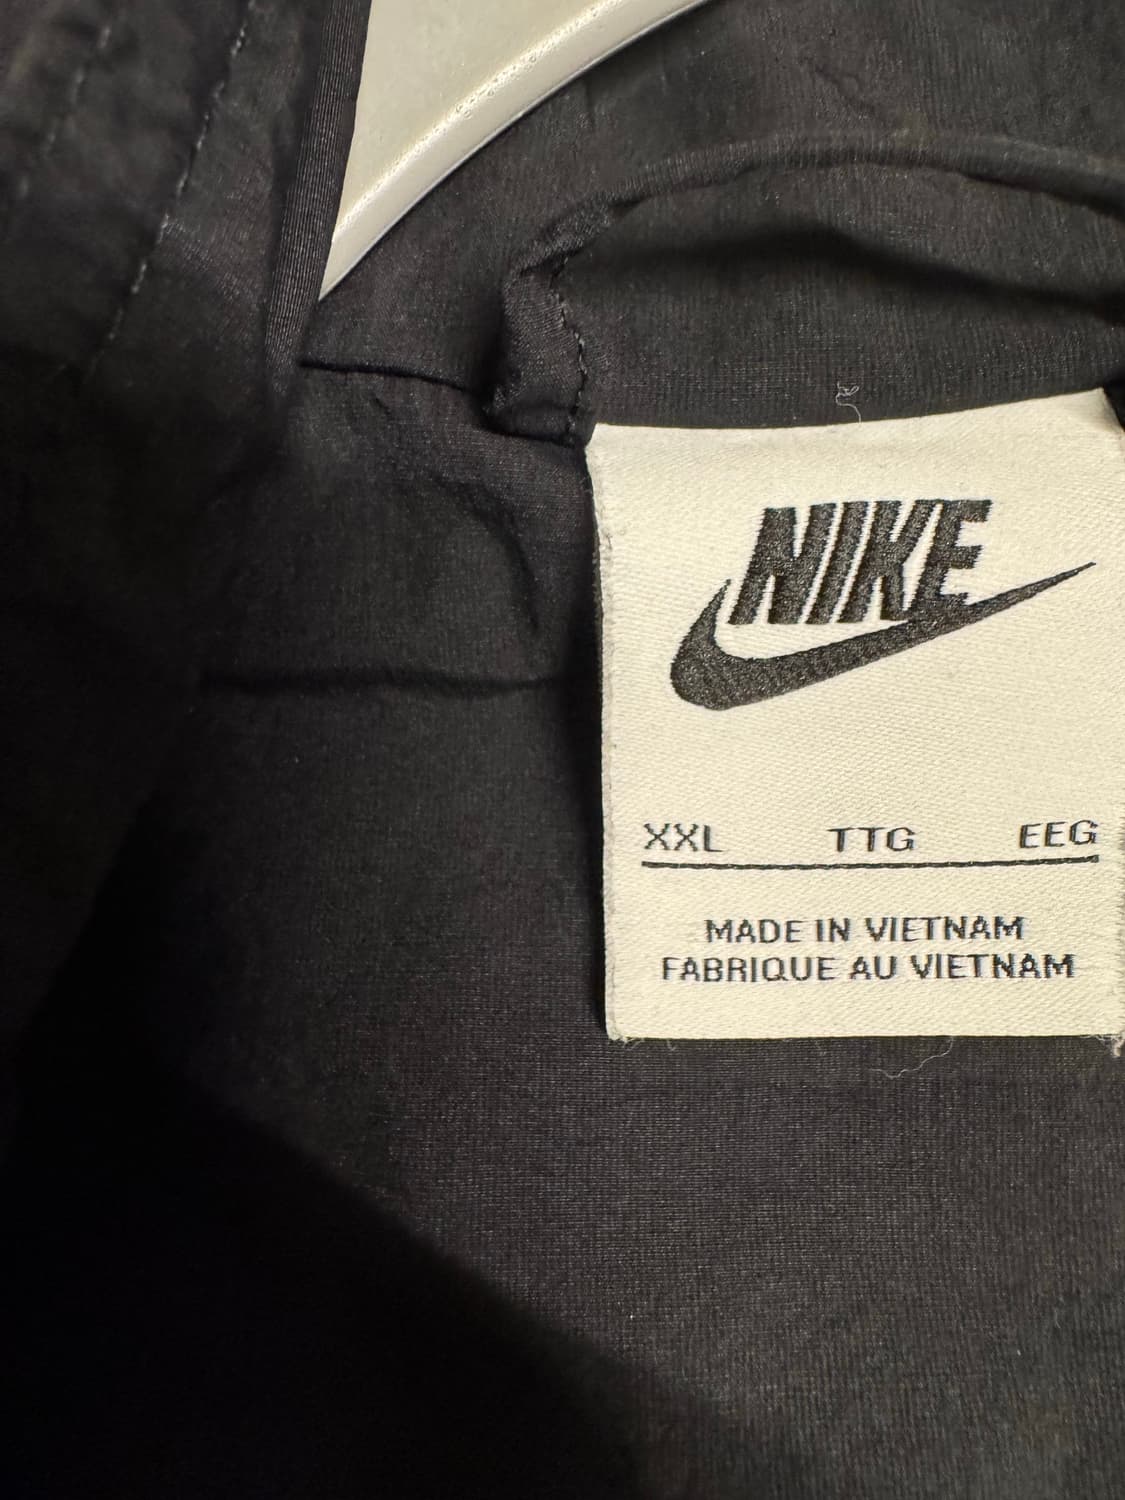 NIKE
XXL TTG EEG
MADE IN VIETNAM
FABRIQUE AU VIETNAM